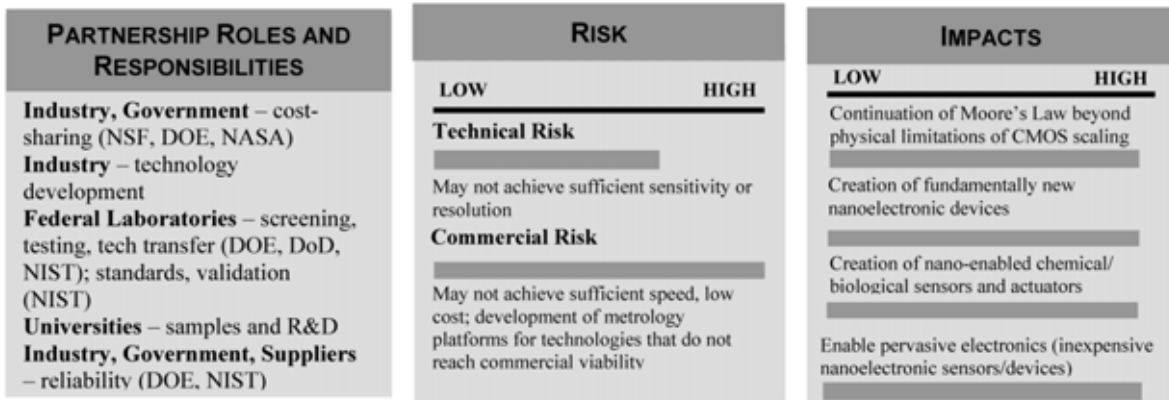 PARTNERSHIP ROLES AND
RESPONSIBILITIES
Industry, Government – cost-
sharing (NSF, DOE, NASA)
Industry – technology
development
Federal Laboratories – screening,
testing, tech transfer (DOE, DoD,
NIST); standards, validation
(NIST)
Universities – samples and R&D
Industry, Government, Suppliers
– reliability (DOE, NIST)
RISK
LOW HIGH
Technical Risk
May not achieve sufficient sensitivity or
resolution
Commercial Risk
May not achieve sufficient speed, low
cost; development of metrology
platforms for technologies that do not
reach commercial viability
IMPACTS
LOW HIGH
Continuation of Moore's Law beyond
physical limitations of CMOS scaling
Creation of fundamentally new
nanoelectronic devices
Creation of nano-enabled chemical/
biological sensors and actuators
Enable pervasive electronics (inexpensive
nanoelectronic sensors/devices)